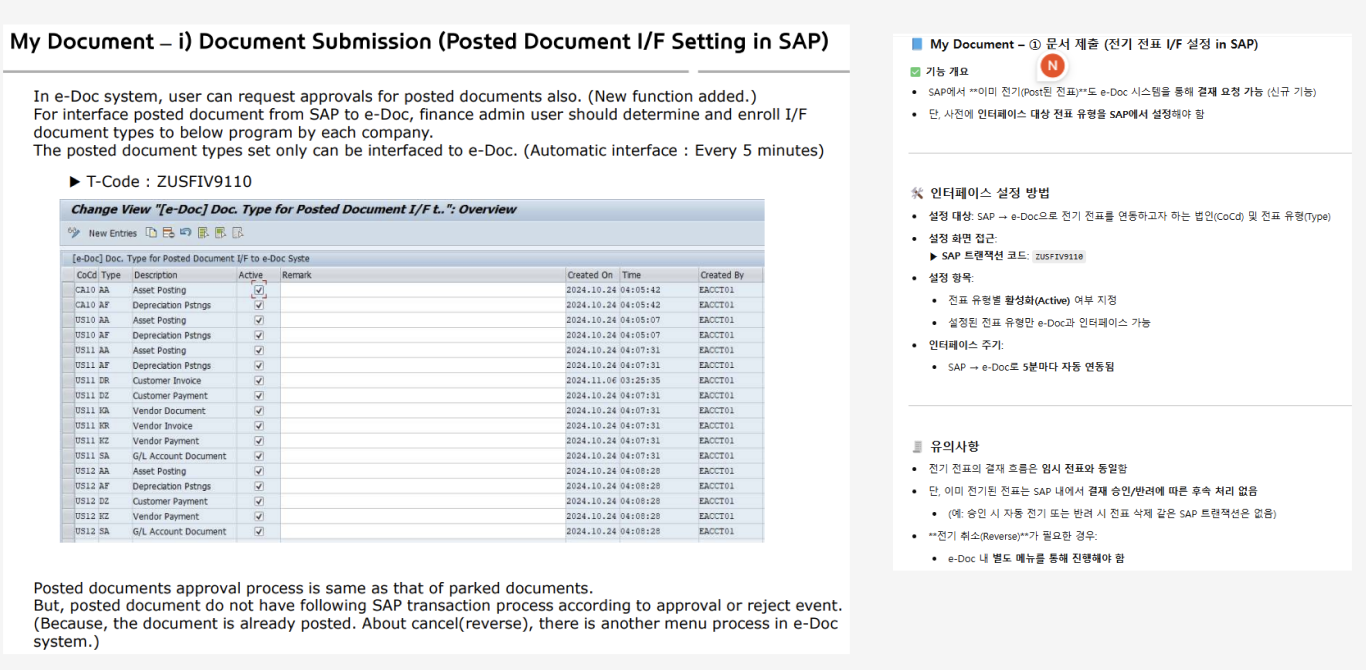 My Document – i) Document Submission (Posted Document I/F Setting in SAP)
In e-Doc system, user can request approvals for posted documents also. (New function added.)
For interface posted document from SAP to e-Doc, finance admin user should determine and enroll I/F
document types to below program by each company.
The posted document types set only can be interfaced to e-Doc. (Automatic interface : Every 5 minutes)
▶ T-Code : ZUSFIV9110
Change View "[e-Doc] Doc. Type for Posted Document I/F t..": Overview
New Entries
[e-Doc] Doc. Type for Posted Document I/F to e-Doc Syste
CoCd Type Description Active Remark Created On Time Created By
CA10 AA Asset Posting 2024.10.24 04:05:42 EACCT01
CA10 AF Depreciation Pstngs 2024.10.24 04:05:42 EACCT01
US10 AA Asset Posting 2024.10.24 04:05:07 EACCT01
US10 AF Depreciation Pstngs 2024.10.24 04:05:07 EACCT01
US11 AA Asset Posting 2024.10.24 04:07:31 EACCT01
US11 AF Depreciation Pstngs 2024.10.24 04:07:31 EACCT01
US11 DR Customer Invoice 2024.11.06 03:25:35 EACCT01
US11 DZ Customer Payment 2024.10.24 04:07:31 EACCT01
US11 KA Vendor Document 2024.10.24 04:07:31 EACCT01
US11 KR Vendor Invoice 2024.10.24 04:07:31 EACCT01
US11 KZ Vendor Payment 2024.10.24 04:07:31 EACCT01
US11 SA G/L Account Document 2024.10.24 04:07:31 EACCT01
US12 AA Asset Posting 2024.10.24 04:08:28 EACCT01
US12 AF Depreciation Pstngs 2024.10.24 04:08:28 EACCT01
US12 DZ Customer Payment 2024.10.24 04:08:28 EACCT01
US12 KZ Vendor Payment 2024.10.24 04:08:28 EACCT01
US12 SA G/L Account Document 2024.10.24 04:08:28 EACCT01
Posted documents approval process is same as that of parked documents.
But, posted document do not have following SAP transaction process according to approval or reject event.
(Because, the document is already posted. About cancel(reverse), there is another menu process in e-Doc
system.)
My Document – ① 문서 제출 (전기 전표 I/F 설정 in SAP)
N
기능 개요
• SAP에서 **이미 전기(Post된 전표)**도 e-Doc 시스템을 통해 결재 요청 가능 (신규 기능)
• 단, 사전에 인터페이스 대상 전표 유형을 SAP에서 설정해야 함
인터페이스 설정 방법
• 설정 대상: SAP → e-Doc으로 전기 전표를 연동하고자 하는 법인(CoCd) 및 전표 유형(Type)
• 설정 화면 접근:
▶ SAP 트랜잭션 코드: ZUSFIV9110
• 설정 항목:
• 전표 유형별 활성화(Active) 여부 지정
• 설정된 전표 유형만 e-Doc과 인터페이스 가능
• 인터페이스 주기:
• SAP → e-Doc로 5분마다 자동 연동됨
유의사항
• 전기 전표의 결재 흐름은 임시 전표와 동일함
• 단, 이미 전기된 전표는 SAP 내에서 결재 승인/반려에 따른 후속 처리 없음
• (예: 승인 시 자동 전기 또는 반려 시 전표 삭제 같은 SAP 트랜잭션은 없음)
• **전기 취소(Reverse)**가 필요한 경우:
• e-Doc 내 별도 메뉴를 통해 진행해야 함